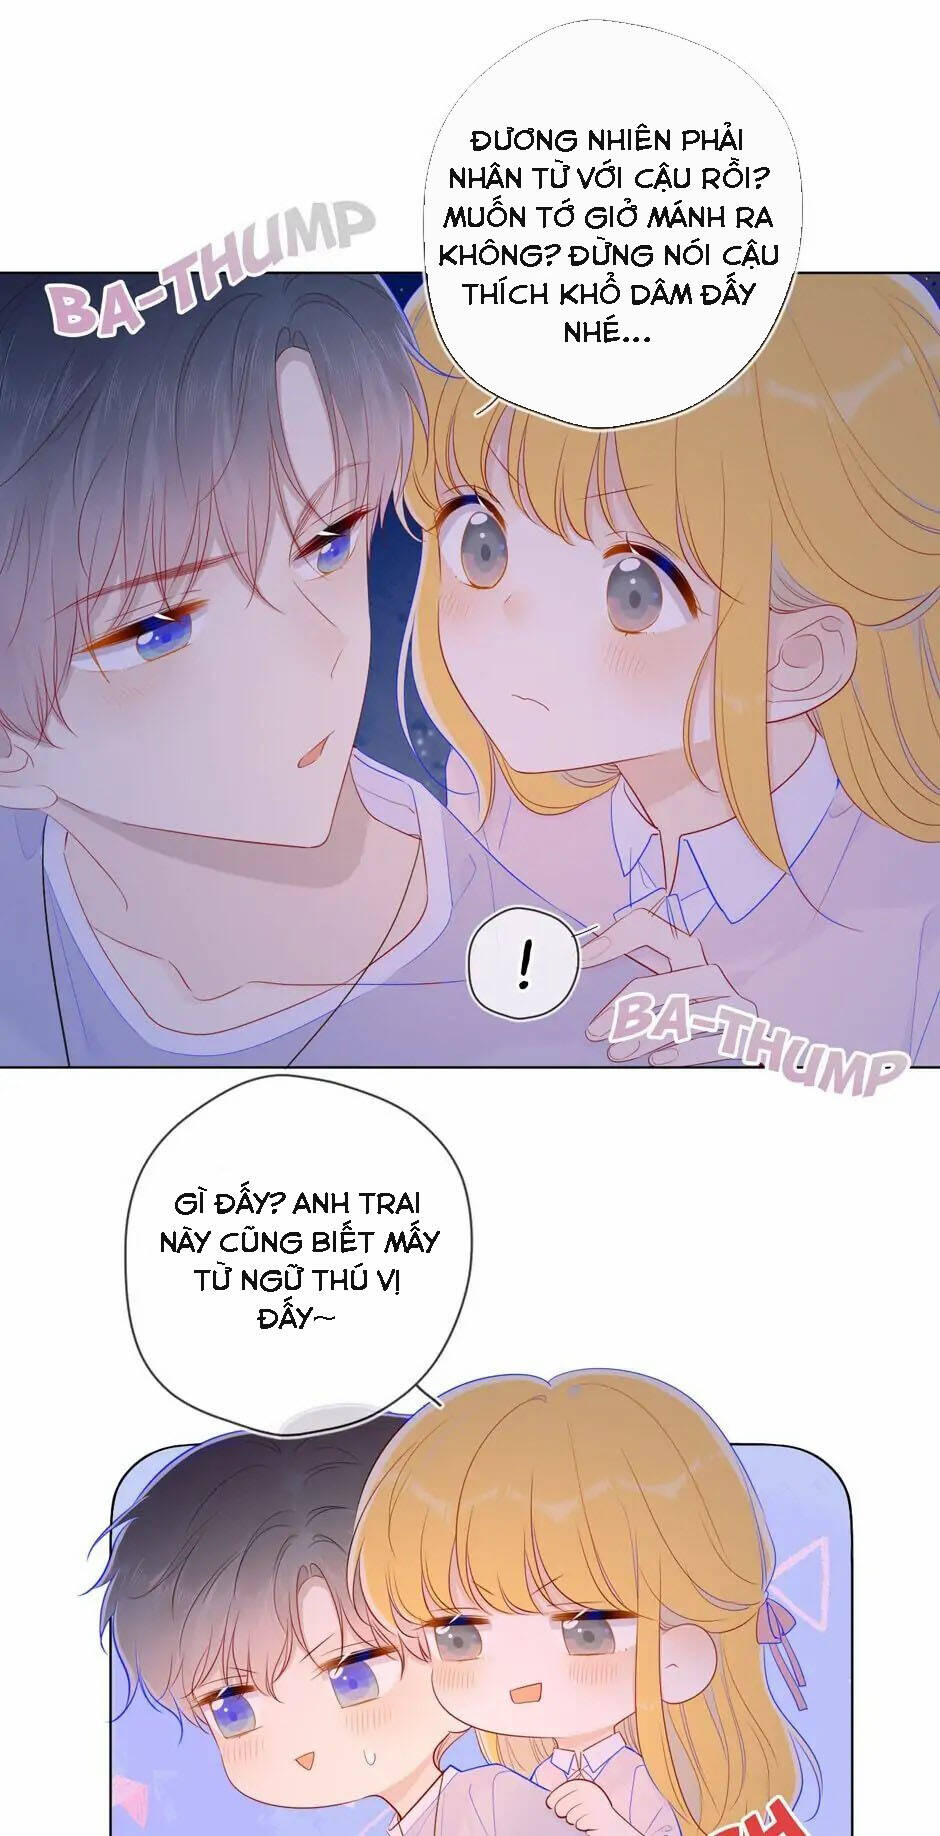 ĐƯƠNG NHIÊN PHẢI
NHÂN TỪ VỚI CẬU RỒI?
MUỐN TỚ GIỞ MÁNH RA
KHÔNG? ĐỪNG NÓI CẬU
THÍCH KHỔ DÂM ĐẤY
NHÉ...
BA-THUMP
!
BA-THUMP
GÌ ĐẤY? ANH TRAI
NÀY CŨNG BIẾT MẤY
TỪ NGỮ THÚ VỊ
ĐẤY~